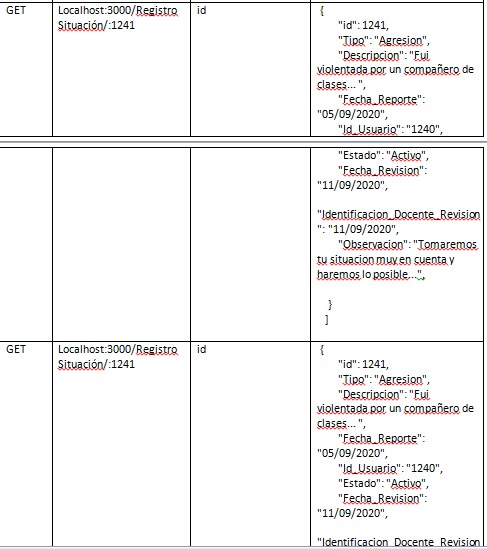 GET
Localhost:3000/Registro
Situación/:1241
id
{
"id": 1241,
"Tipo": "Agresion",
"Descripcion": "Fui
violentada por un compañero de
clases... ",
"Fecha_Reporte":
"05/09/2020",
"Id_Usuario": "1240",
"Estado": "Activo",
"Fecha_Revision":
"11/09/2020",
"Identificacion_Docente_Revision
": "11/09/2020",
"Observacion": "Tomaremos
tu situacion muy en cuenta y
haremos lo posible...",
}
]
GET
Localhost:3000/Registro
Situación/:1241
id
{
"id": 1241,
"Tipo": "Agresion",
"Descripcion": "Fui
violentada por un compañero de
clases... ",
"Fecha_Reporte":
"05/09/2020",
"Id_Usuario": "1240",
"Estado": "Activo",
"Fecha_Revision":
"11/09/2020",
"Identificacion_Docente_Revision